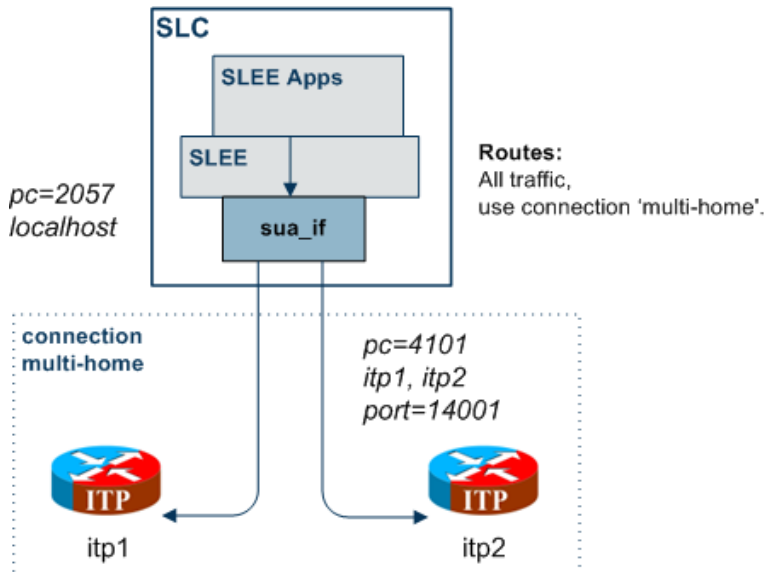 SLC
SLEE Apps
SLEE
sua_if
pc=2057
localhost
Routes:
All traffic,
use connection ‘multi-home’.
connection
multi-home
pc=4101
itp1, itp2
port=14001
ITP
itp1
ITP
itp2